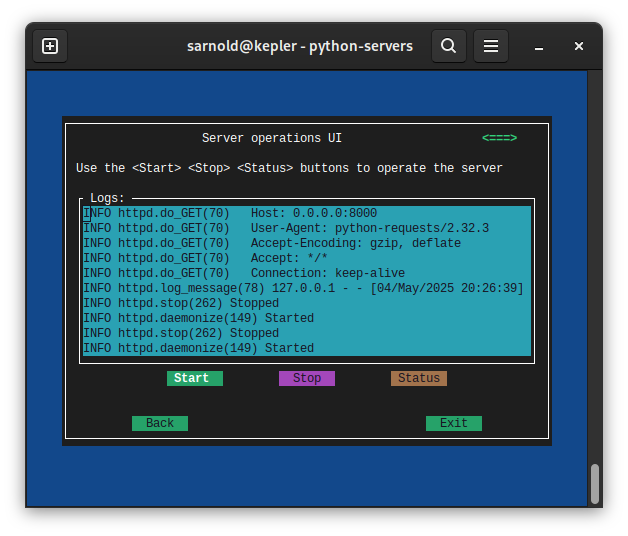 sarnold@kepler - python-servers
Server operations UI <===>
Use the <Start> <Stop> <Status> buttons to operate the server
Logs:
INFO httpd.do_GET(70)   Host: 0.0.0.0:8000
INFO httpd.do_GET(70)   User-Agent: python-requests/2.32.3
INFO httpd.do_GET(70)   Accept-Encoding: gzip, deflate
INFO httpd.do_GET(70)   Accept: */*
INFO httpd.do_GET(70)   Connection: keep-alive
INFO httpd.log_message(78) 127.0.0.1 - - [04/May/2025 20:26:39]
INFO httpd.stop(262) Stopped
INFO httpd.daemonize(149) Started
INFO httpd.stop(262) Stopped
INFO httpd.daemonize(149) Started
Start Stop Status
Back Exit